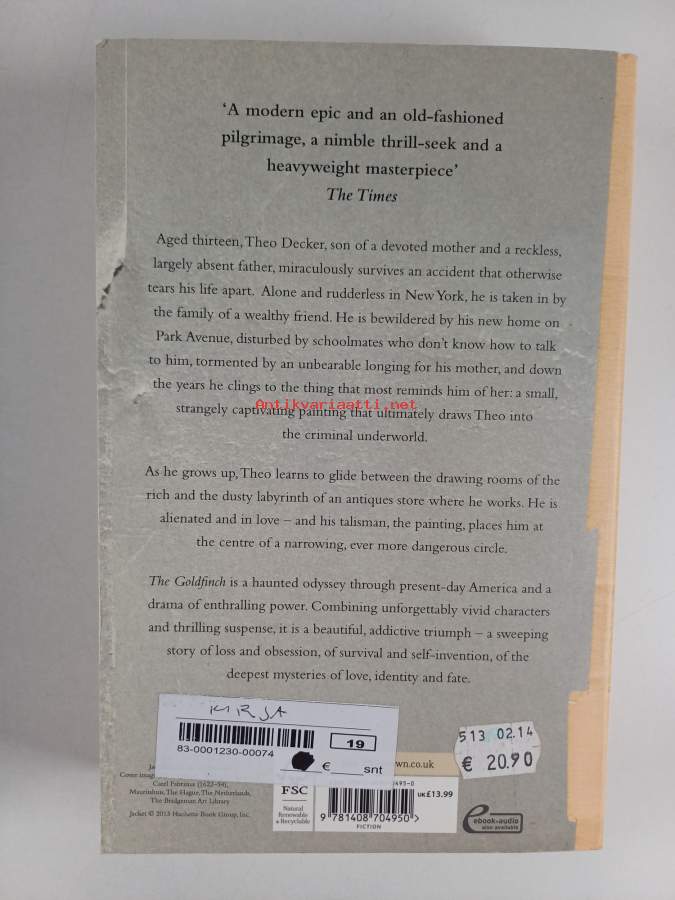 ‘A modern epic and an old-fashioned
pilgrimage, a nimble thrill-seek and a
heavyweight masterpiece’
The Times
Aged thirteen, Theo Decker, son of a devoted mother and a reckless,
largely absent father, miraculously survives an accident that otherwise
tears his life apart. Alone and rudderless in New York, he is taken in by
the family of a wealthy friend. He is bewildered by his new home on
Park Avenue, disturbed by schoolmates who don’t know how to talk
to him, tormented by an unbearable longing for his mother, and down
the years he clings to the thing that most reminds him of her: a small,
strangely captivating painting that ultimately draws Theo into
Antikvariaatti.net
the criminal underworld.
As he grows up, Theo learns to glide between the drawing rooms of the
rich and the dusty labyrinth of an antiques store where he works. He is
alienated and in love – and his talisman, the painting, places him at
the centre of a narrowing, ever more dangerous circle.
The Goldfinch is a haunted odyssey through present-day America and a
drama of enthralling power. Combining unforgettably vivid characters
and thrilling suspense, it is a beautiful, addictive triumph – a sweeping
story of loss and obsession, of survival and self-invention, of the
deepest mysteries of love, identity and fate.
KIRJA
19
83-0001230-00074
€ snt
513 02.14
€ 20.90
wn.co.uk
Cover imag
Carel Fabritius (1622–54),
Mauritshuis, The Hague, The Netherlands,
The Bridgeman Art Library
Jacket © 2013 Hachette Book Group, Inc.
FSC
Natural
Renewable
& Recyclable
495-0
UK £13.99
9 781408 704950 >
FICTION
ebook-audio
also available